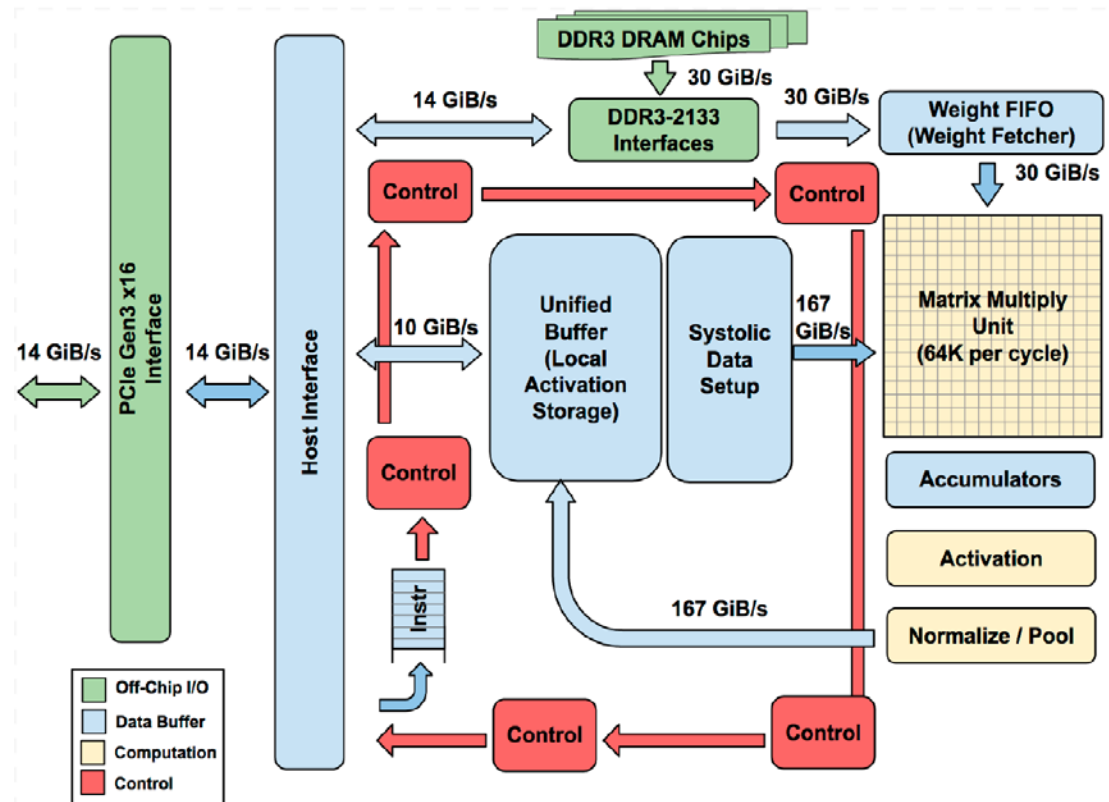 DDR3 DRAM Chips
30 GiB/s
14 GiB/s
DDR3-2133
Interfaces
30 GiB/s
Weight FIFO
(Weight Fetcher)
30 GiB/s
Control
Control
PCIe Gen3 x16
Interface
Host Interface
14 GiB/s
14 GiB/s
10 GiB/s
Unified
Buffer
(Local
Activation
Storage)
Systolic
Data
Setup
167
GiB/s
Matrix Multiply
Unit
(64K per cycle)
Control
Accumulators
Activation
Instr
167 GiB/s
Normalize / Pool
Control
Control
Off-Chip I/O
Data Buffer
Computation
Control